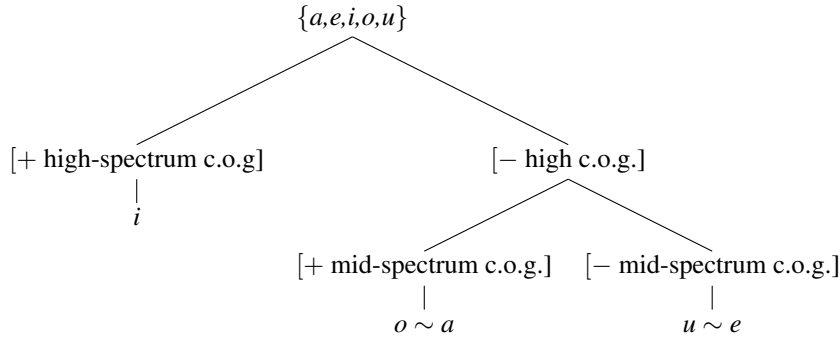 {a,e,i,o,u}
[+ high-spectrum c.o.g] [− high c.o.g.]
i
[+ mid-spectrum c.o.g.] [− mid-spectrum c.o.g.]
o ∼ a u ∼ e